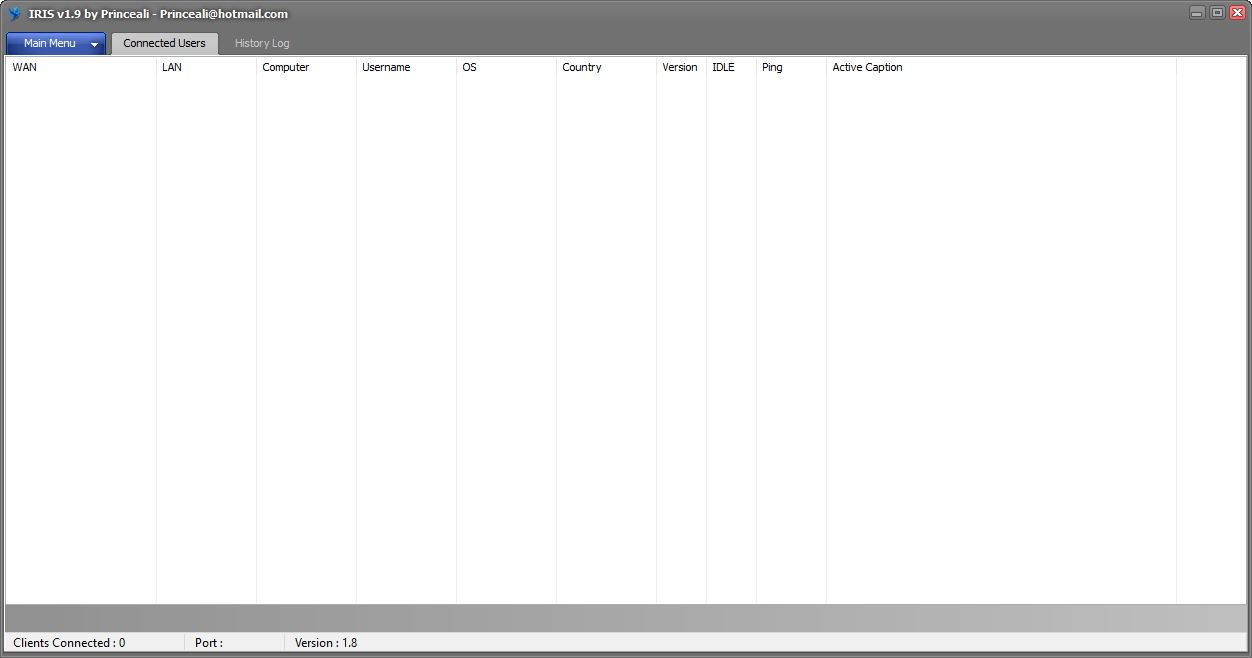 IRIS v1.9 by Princeali - Princeali@hotmail.com
Main Menu Connected Users History Log
WAN LAN Computer Username OS Country Version IDLE Ping Active Caption
Clients Connected : 0 Port : Version : 1.8